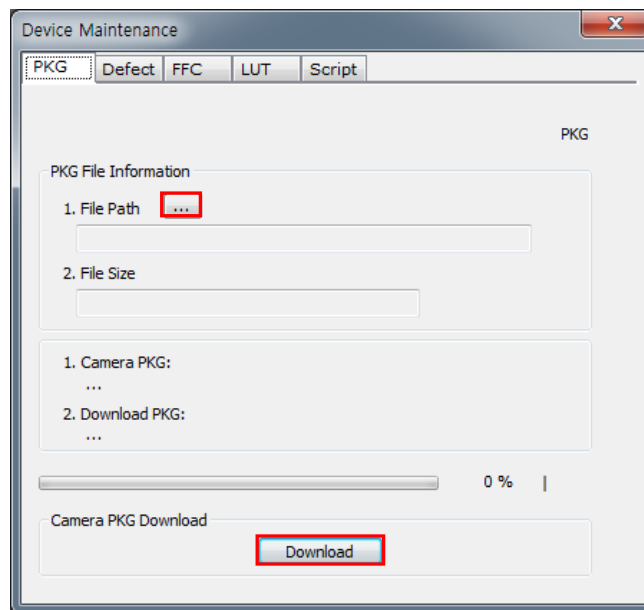 Device Maintenance
PKG Defect FFC LUT Script
PKG
PKG File Information
1. File Path ...
2. File Size
1. Camera PKG:
...
2. Download PKG:
...
0 %
Camera PKG Download
Download